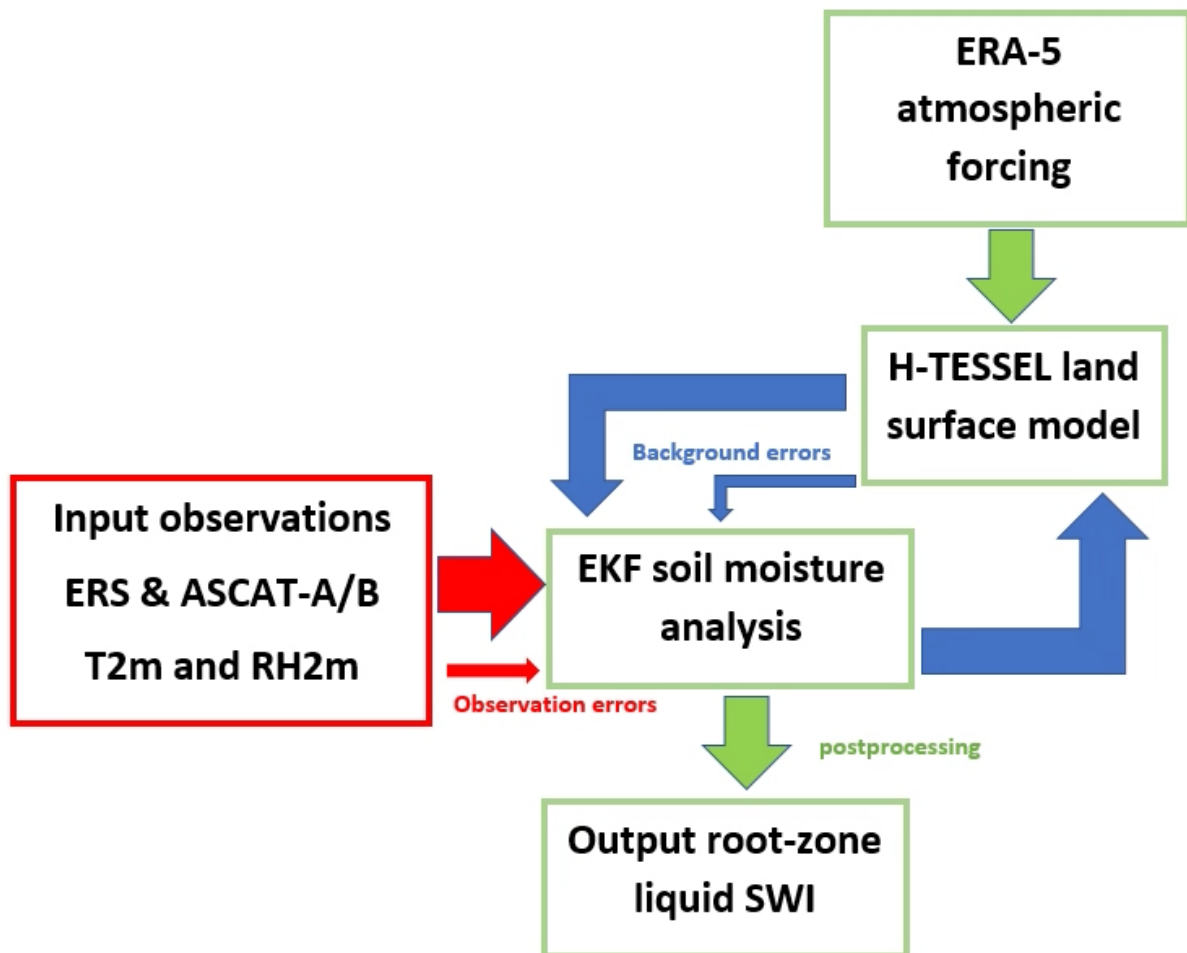 ERA-5
atmospheric
forcing
H-TESSEL land
surface model
Background errors
Input observations
ERS & ASCAT-A/B
T2m and RH2m
EKF soil moisture
analysis
Observation errors
postprocessing
Output root-zone
liquid SWI